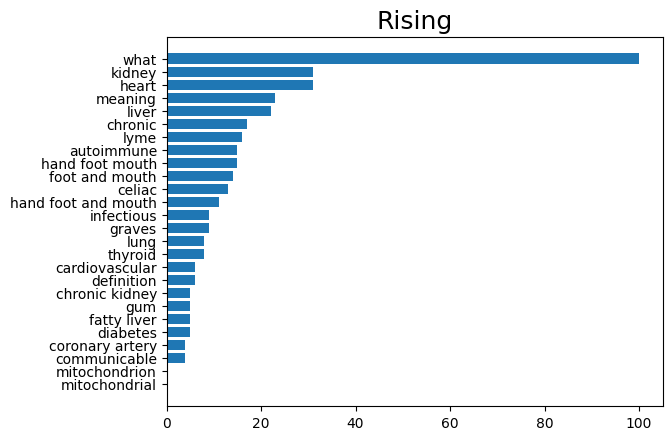 Rising
what
kidney
heart
meaning
liver
chronic
lyme
autoimmune
hand foot mouth
foot and mouth
celiac
hand foot and mouth
infectious
graves
lung
thyroid
cardiovascular
definition
chronic kidney
gum
fatty liver
diabetes
coronary artery
communicable
mitochondrion
mitochondrial
0 20 40 60 80 100